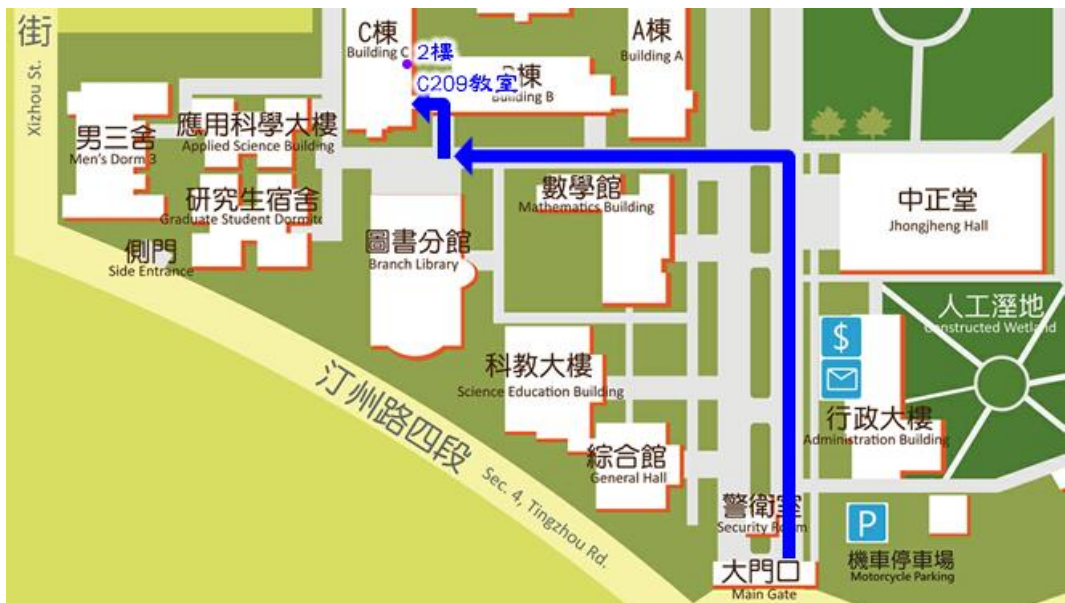 街
Xizhou St.
C棟
Building C
2樓
C209教室
棟
Building B
A棟
Building A
男三舍
Men's Dorm 3
應用科學大樓
Applied Science Building
研究生宿舍
Graduate Student Dormito
側門
Side Entrance
圖書分館
Branch Library
數學館
Mathematics Building
中正堂
Jhongjheng Hall
人工溼地
Constructed Wetland
$
科教大樓
Science Education Building
行政大樓
Administration Building
汀州路四段
Sec. 4, Tingzhou Rd.
綜合館
General Hall
警衛室
Security Room
P
機車停車場
Motorcycle Parking
大門口
Main Gate